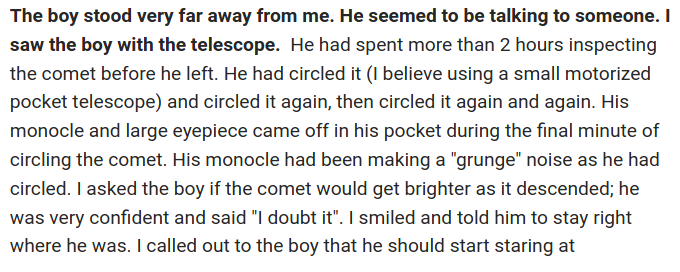 The boy stood very far away from me. He seemed to be talking to someone. I
saw the boy with the telescope. He had spent more than 2 hours inspecting
the comet before he left. He had circled it (I believe using a small motorized
pocket telescope) and circled it again, then circled it again and again. His
monocle and large eyepiece came off in his pocket during the final minute of
circling the comet. His monocle had been making a "grunge" noise as he had
circled. I asked the boy if the comet would get brighter as it descended; he
was very confident and said "I doubt it". I smiled and told him to stay right
where he was. I called out to the boy that he should start staring at